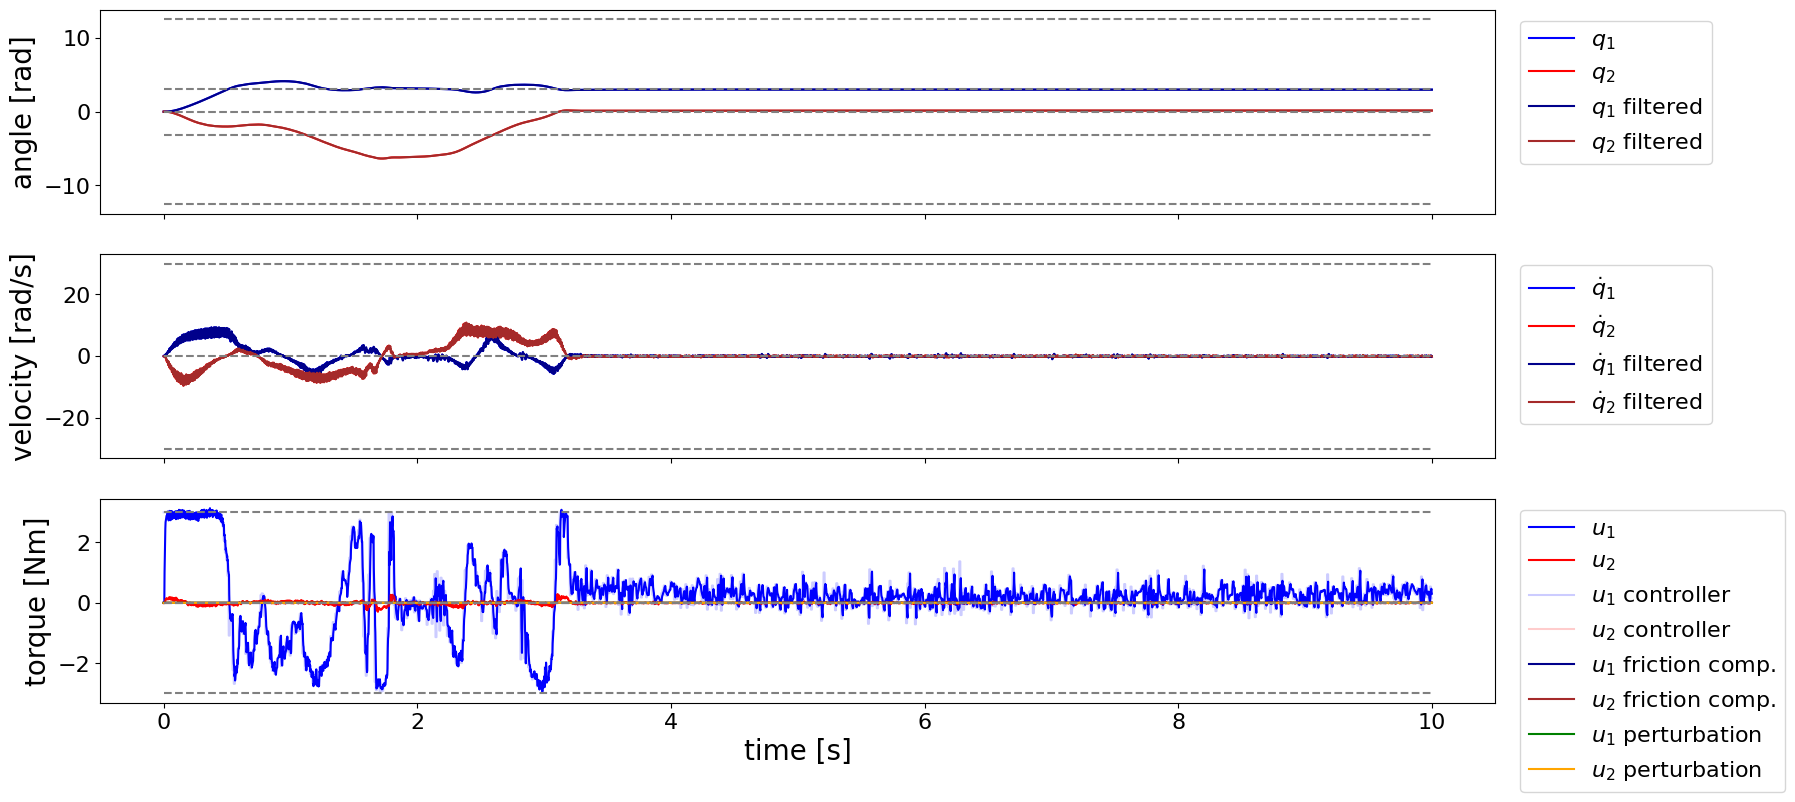 angle [rad]
10
0
−10
q₁
q₂
q₁ filtered
q₂ filtered
velocity [rad/s]
20
0
−20
q̇₁
q̇₂
q̇₁ filtered
q̇₂ filtered
torque [Nm]
2
0
−2
0
2
4
6
8
10
time [s]
u₁
u₂
u₁ controller
u₂ controller
u₁ friction comp.
u₂ friction comp.
u₁ perturbation
u₂ perturbation